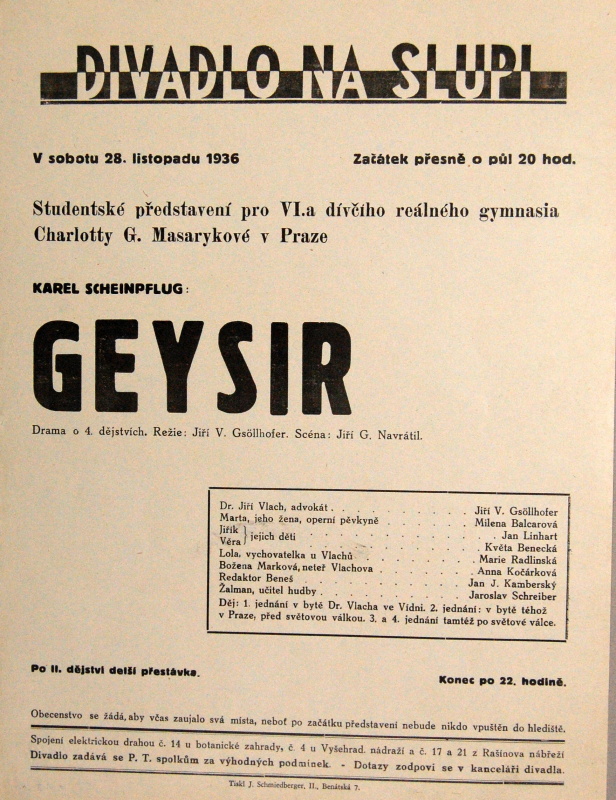 DIVADLO NA SLUPI
V sobotu 28. listopadu 1936 Začátek přesně o půl 20 hod.
Studentské představení pro VI.a dívčího reálného gymnasia
Charlotty G. Masarykové v Praze
KAREL SCHEINPFLUG:
GEYSIR
Drama o 4. dějstvích. Režie: Jiří V. Gsöllhofer. Scéna: Jiří G. Navrátil.
Dr. Jiří Vlach, advokát . . . . . . . . . . Jiří V. Gsöllhofer
Marta, jeho žena, operní pěvkyně . . . . . . Milena Balcarová
Jiřík } jejich děti . . . . . . . . . . Jan Linhart
Věra } . . . . . . . . . . Květa Benecká
Lola, vychovatelka u Vlachů . . . . . . . . Marie Radlinská
Božena Marková, neteř Vlachova . . . . . . . Anna Kočárková
Redaktor Beneš . . . . . . . . . . Jan J. Kamberský
Žalman, učitel hudby . . . . . . . . . . Jaroslav Schreiber
Děj: 1. jednání v bytě Dr. Vlacha ve Vídni. 2. jednání: v bytě téhož
v Praze, před světovou válkou. 3. a 4. jednání tamtéž po světové válce.
Po II. dějství delší přestávka.
Konec po 22. hodině.
Obecenstvo se žádá, aby včas zaujalo svá místa, neboť po začátku představení nebude nikdo vpuštěn do hlediště.
Spojení elektrickou drahou č. 14 u botanické zahrady, č. 4 u Vyšehrad. nádraží a č. 17 a 21 z Rašínova nábřeží
Divadlo zadává se P. T. spolkům za výhodných podmínek. - Dotazy zodpoví se v kanceláři divadla.
Tiskl J. Schmiedberger, II., Benátská 7.